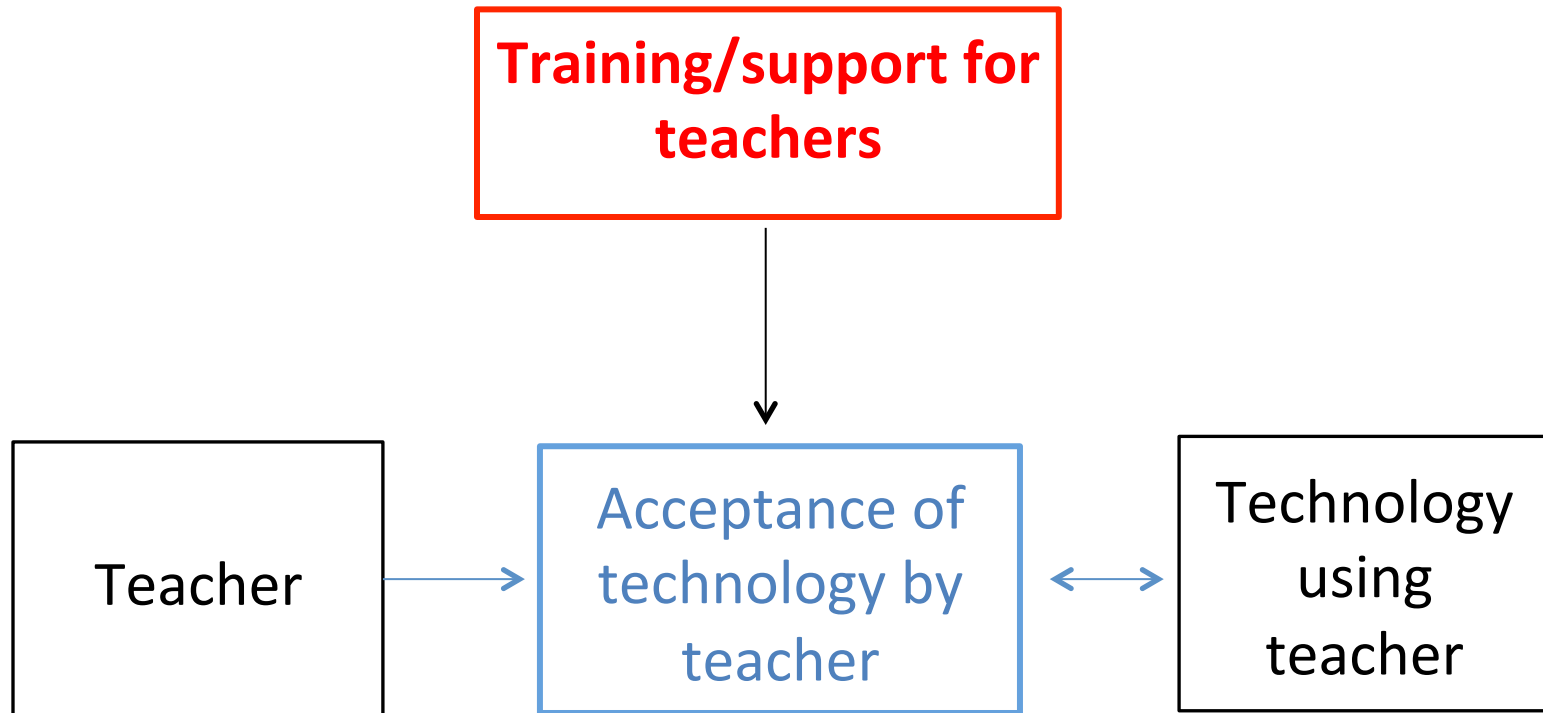 Training/support for
teachers
Teacher
Acceptance of
technology by
teacher
Technology
using
teacher